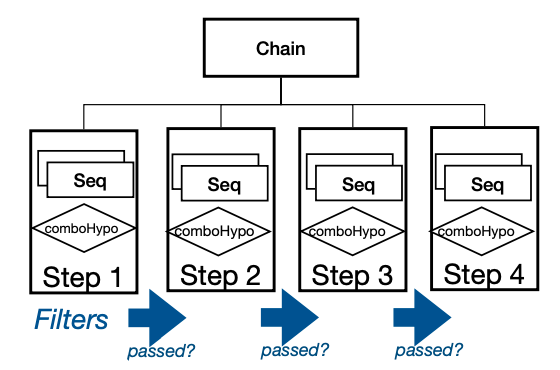 Chain
Seq
comboHypo
Step 1
Seq
comboHypo
Step 2
Seq
comboHypo
Step 3
Seq
comboHypo
Step 4
Filters
passed?
passed?
passed?